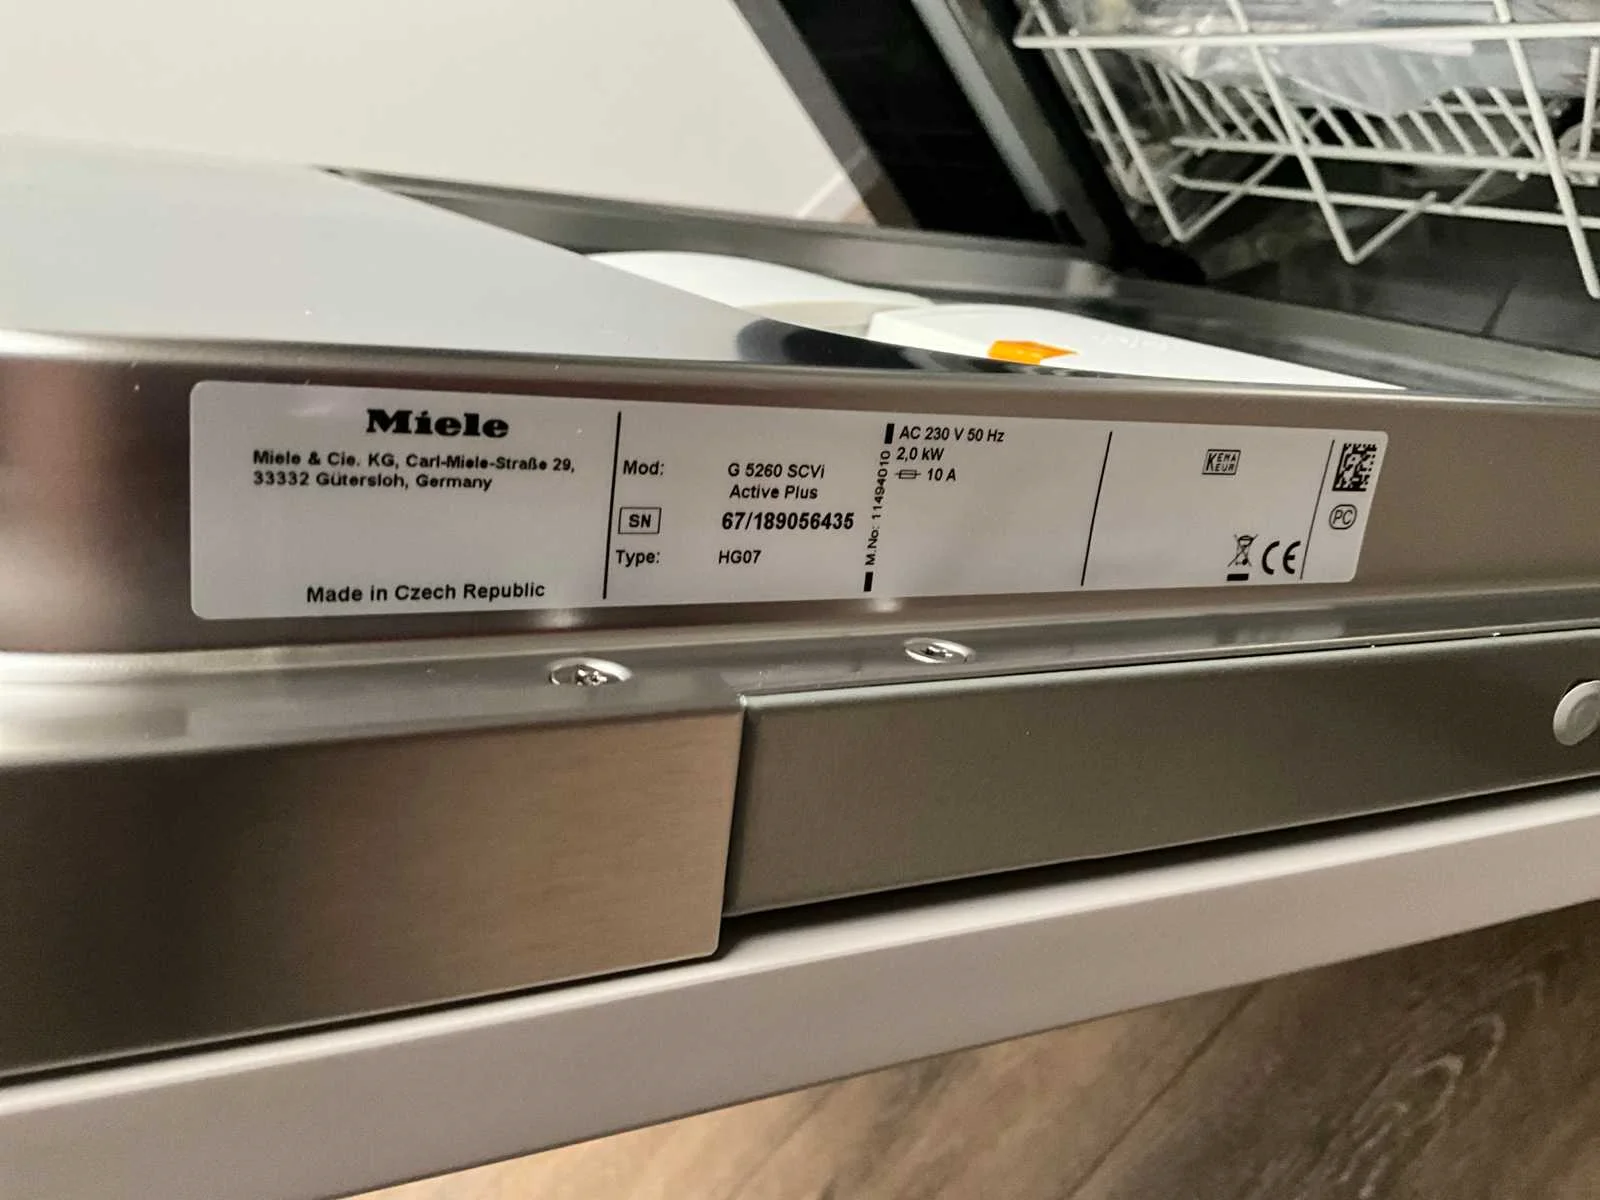 Miele
Miele & Cie. KG, Carl-Miele-Straße 29,
33332 Gütersloh, Germany
Made in Czech Republic
Mod: G 5260 SCVi
Active Plus
SN 67/189056435
Type: HG07
M.No: 11494010
AC 230 V 50 Hz
2,0 kW
10 A
KEMA
EUR
CE
PC